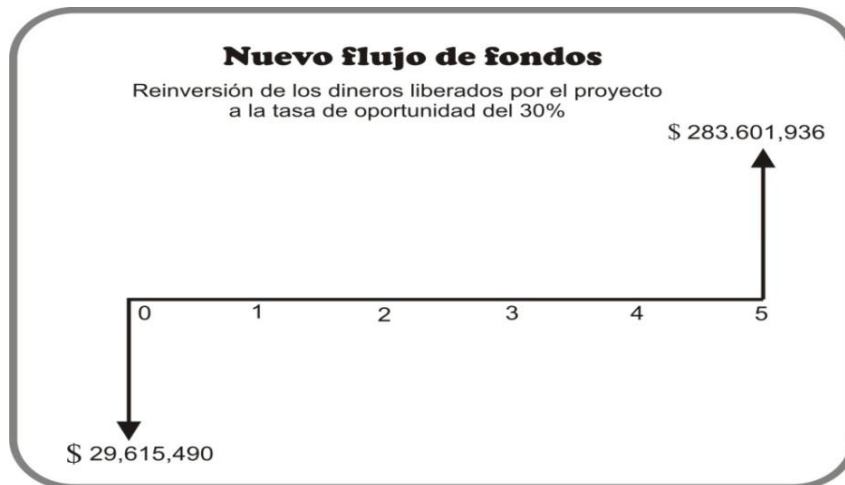 Nuevo flujo de fondos
Reinversión de los dineros liberados por el proyecto
a la tasa de oportunidad del 30%
$ 283.601,936
0 1 2 3 4 5
$ 29,615,490